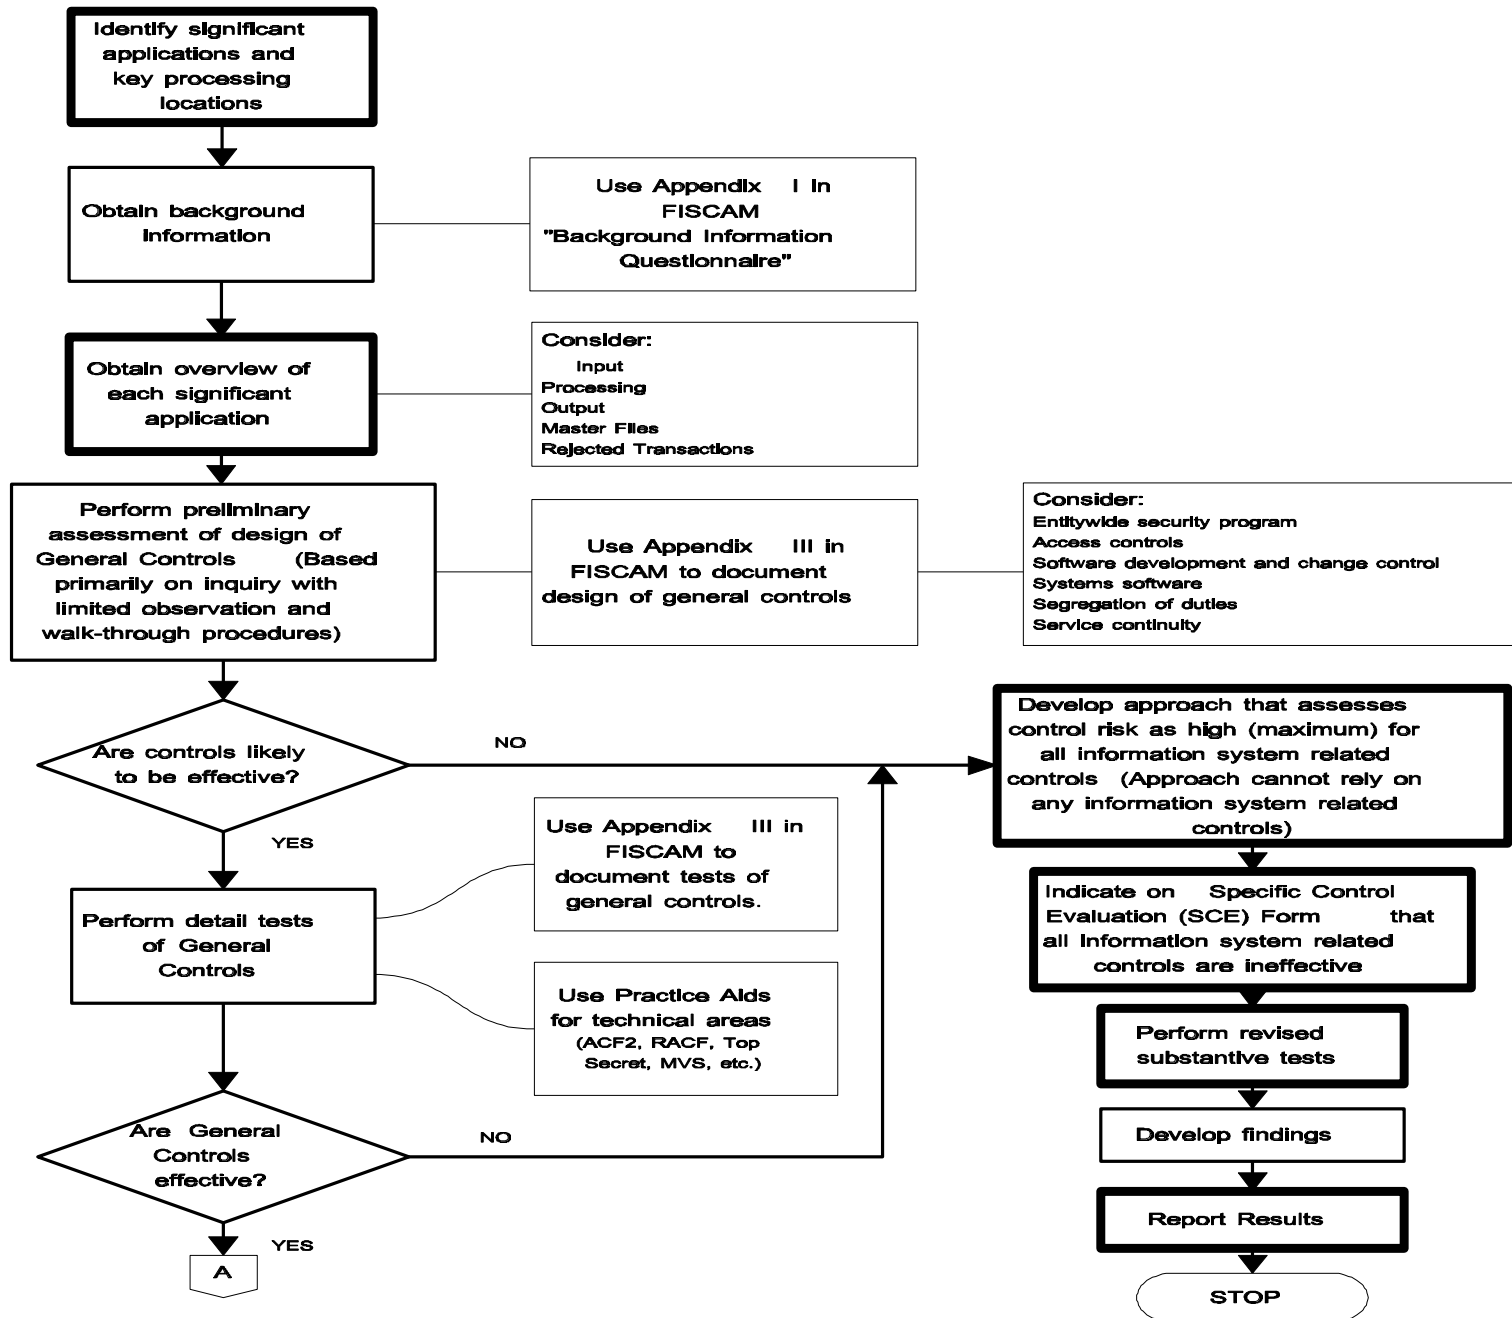 Identify significant
applications and
key processing
locations
Obtain background
information
Use Appendix I in
FISCAM
"Background Information
Questionnaire"
Obtain overview of
each significant
application
Consider:
Input
Processing
Output
Master Files
Rejected Transactions
Perform preliminary
assessment of design of
General Controls (Based
primarily on inquiry with
limited observation and
walk-through procedures)
Use Appendix III in
FISCAM to document
design of general controls
Consider:
Entitywide security program
Access controls
Software development and change control
Systems software
Segregation of duties
Service continuity
Are controls likely
to be effective?
NO
YES
Develop approach that assesses
control risk as high (maximum) for
all information system related
controls (Approach cannot rely on
any information system related
controls)
Use Appendix III in
FISCAM to
document tests of
general controls.
Perform detail tests
of General
Controls
Use Practice Aids
for technical areas
(ACF2, RACF, Top
Secret, MVS, etc.)
Indicate on Specific Control
Evaluation (SCE) Form that
all information system related
controls are ineffective
Perform revised
substantive tests
Are General
Controls
effective?
NO
YES
A
Develop findings
Report Results
STOP